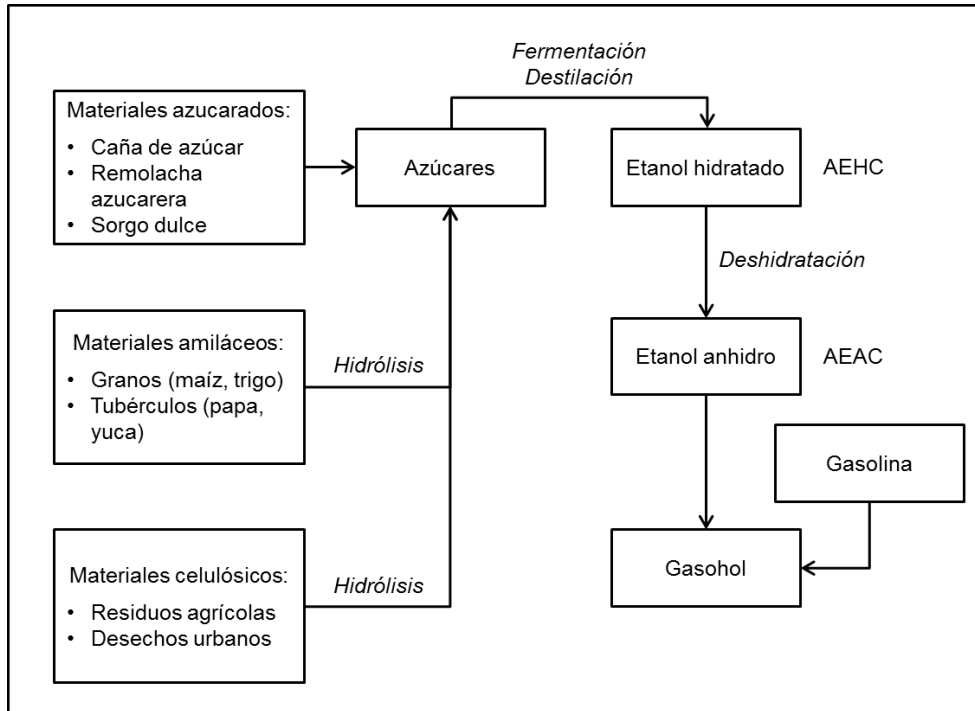 Fermentación
Destilación
Materiales azucarados:
• Caña de azúcar
• Remolacha
azucarera
• Sorgo dulce
Azúcares
Etanol hidratado
AEHC
Deshidratación
Materiales amiláceos:
• Granos (maíz, trigo)
• Tubérculos (papa,
yuca)
Hidrólisis
Etanol anhidro
AEAC
Gasolina
Materiales celulósicos:
• Residuos agrícolas
• Desechos urbanos
Hidrólisis
Gasohol